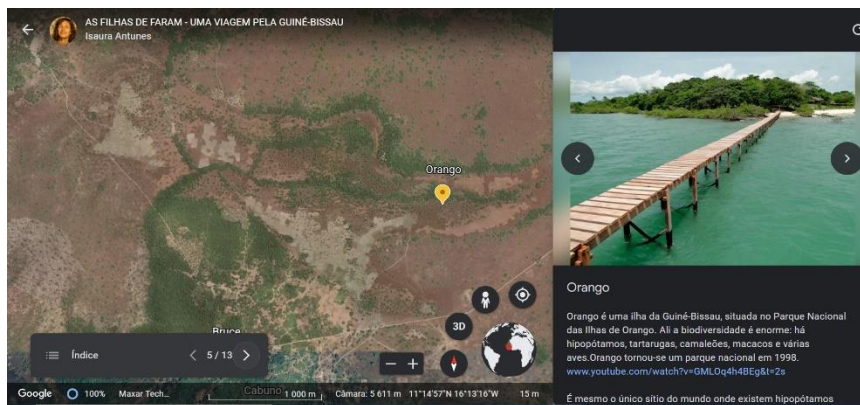 AS FILHAS DE FARAM - UMA VIAGEM PELA GUINÉ-BISSAU
Isaura Antunes
Orango
Bruce
Índice
5 / 13
3D
Cabuno
Google
100%
Maxar Tech...
1 000 m
Câmara: 5 611 m
11°14'57"N 16°13'16"W
15 m
Orango
Orango é uma ilha da Guiné-Bissau, situada no Parque Nacional
das Ilhas de Orango. Ali a biodiversidade é enorme: há
hipopótamos, tartarugas, camaleões, macacos e várias
aves.Orango tornou-se um parque nacional em 1998.
www.youtube.com/watch?v=GMLOq4h4BEg&t=2s
É mesmo o único sítio do mundo onde existem hipopótamos